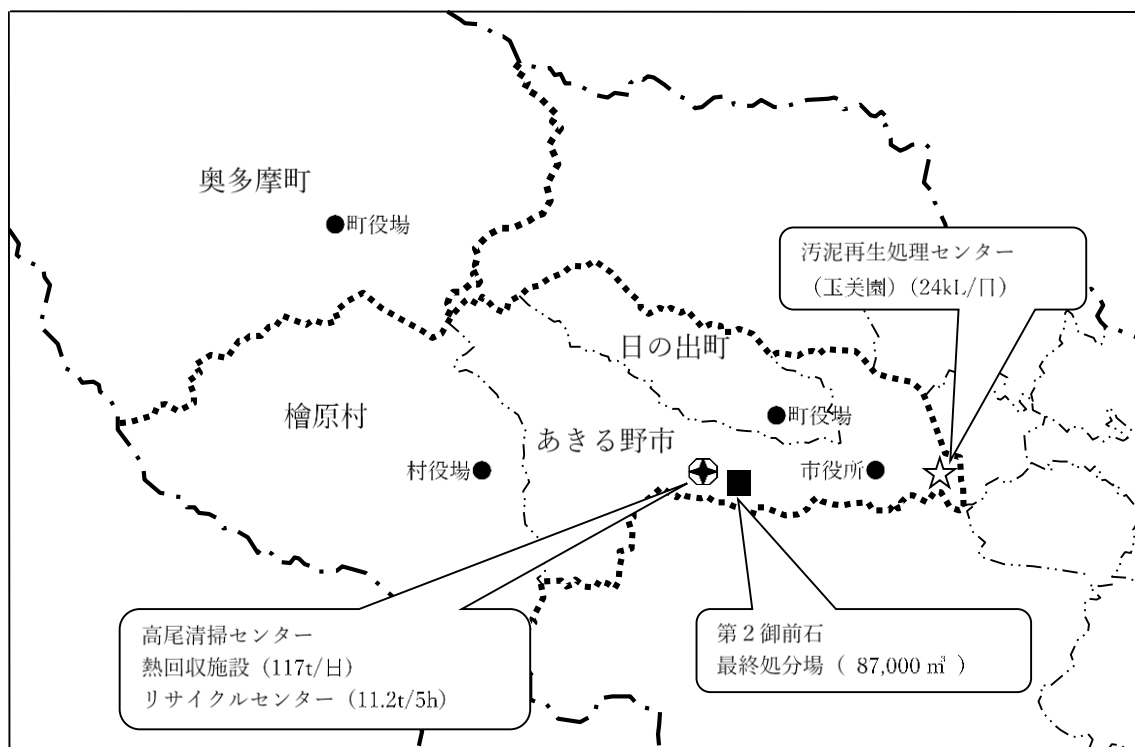 奥多摩町
町役場
汚泥再生処理センター
（玉美園）（24kL/日）
日の出町
檜原村
町役場
あきる野市
村役場
市役所
高尾清掃センター
熱回収施設（117t/日）
リサイクルセンター（11.2t/5h）
第２御前石
最終処分場（ 87,000 ㎥ ）